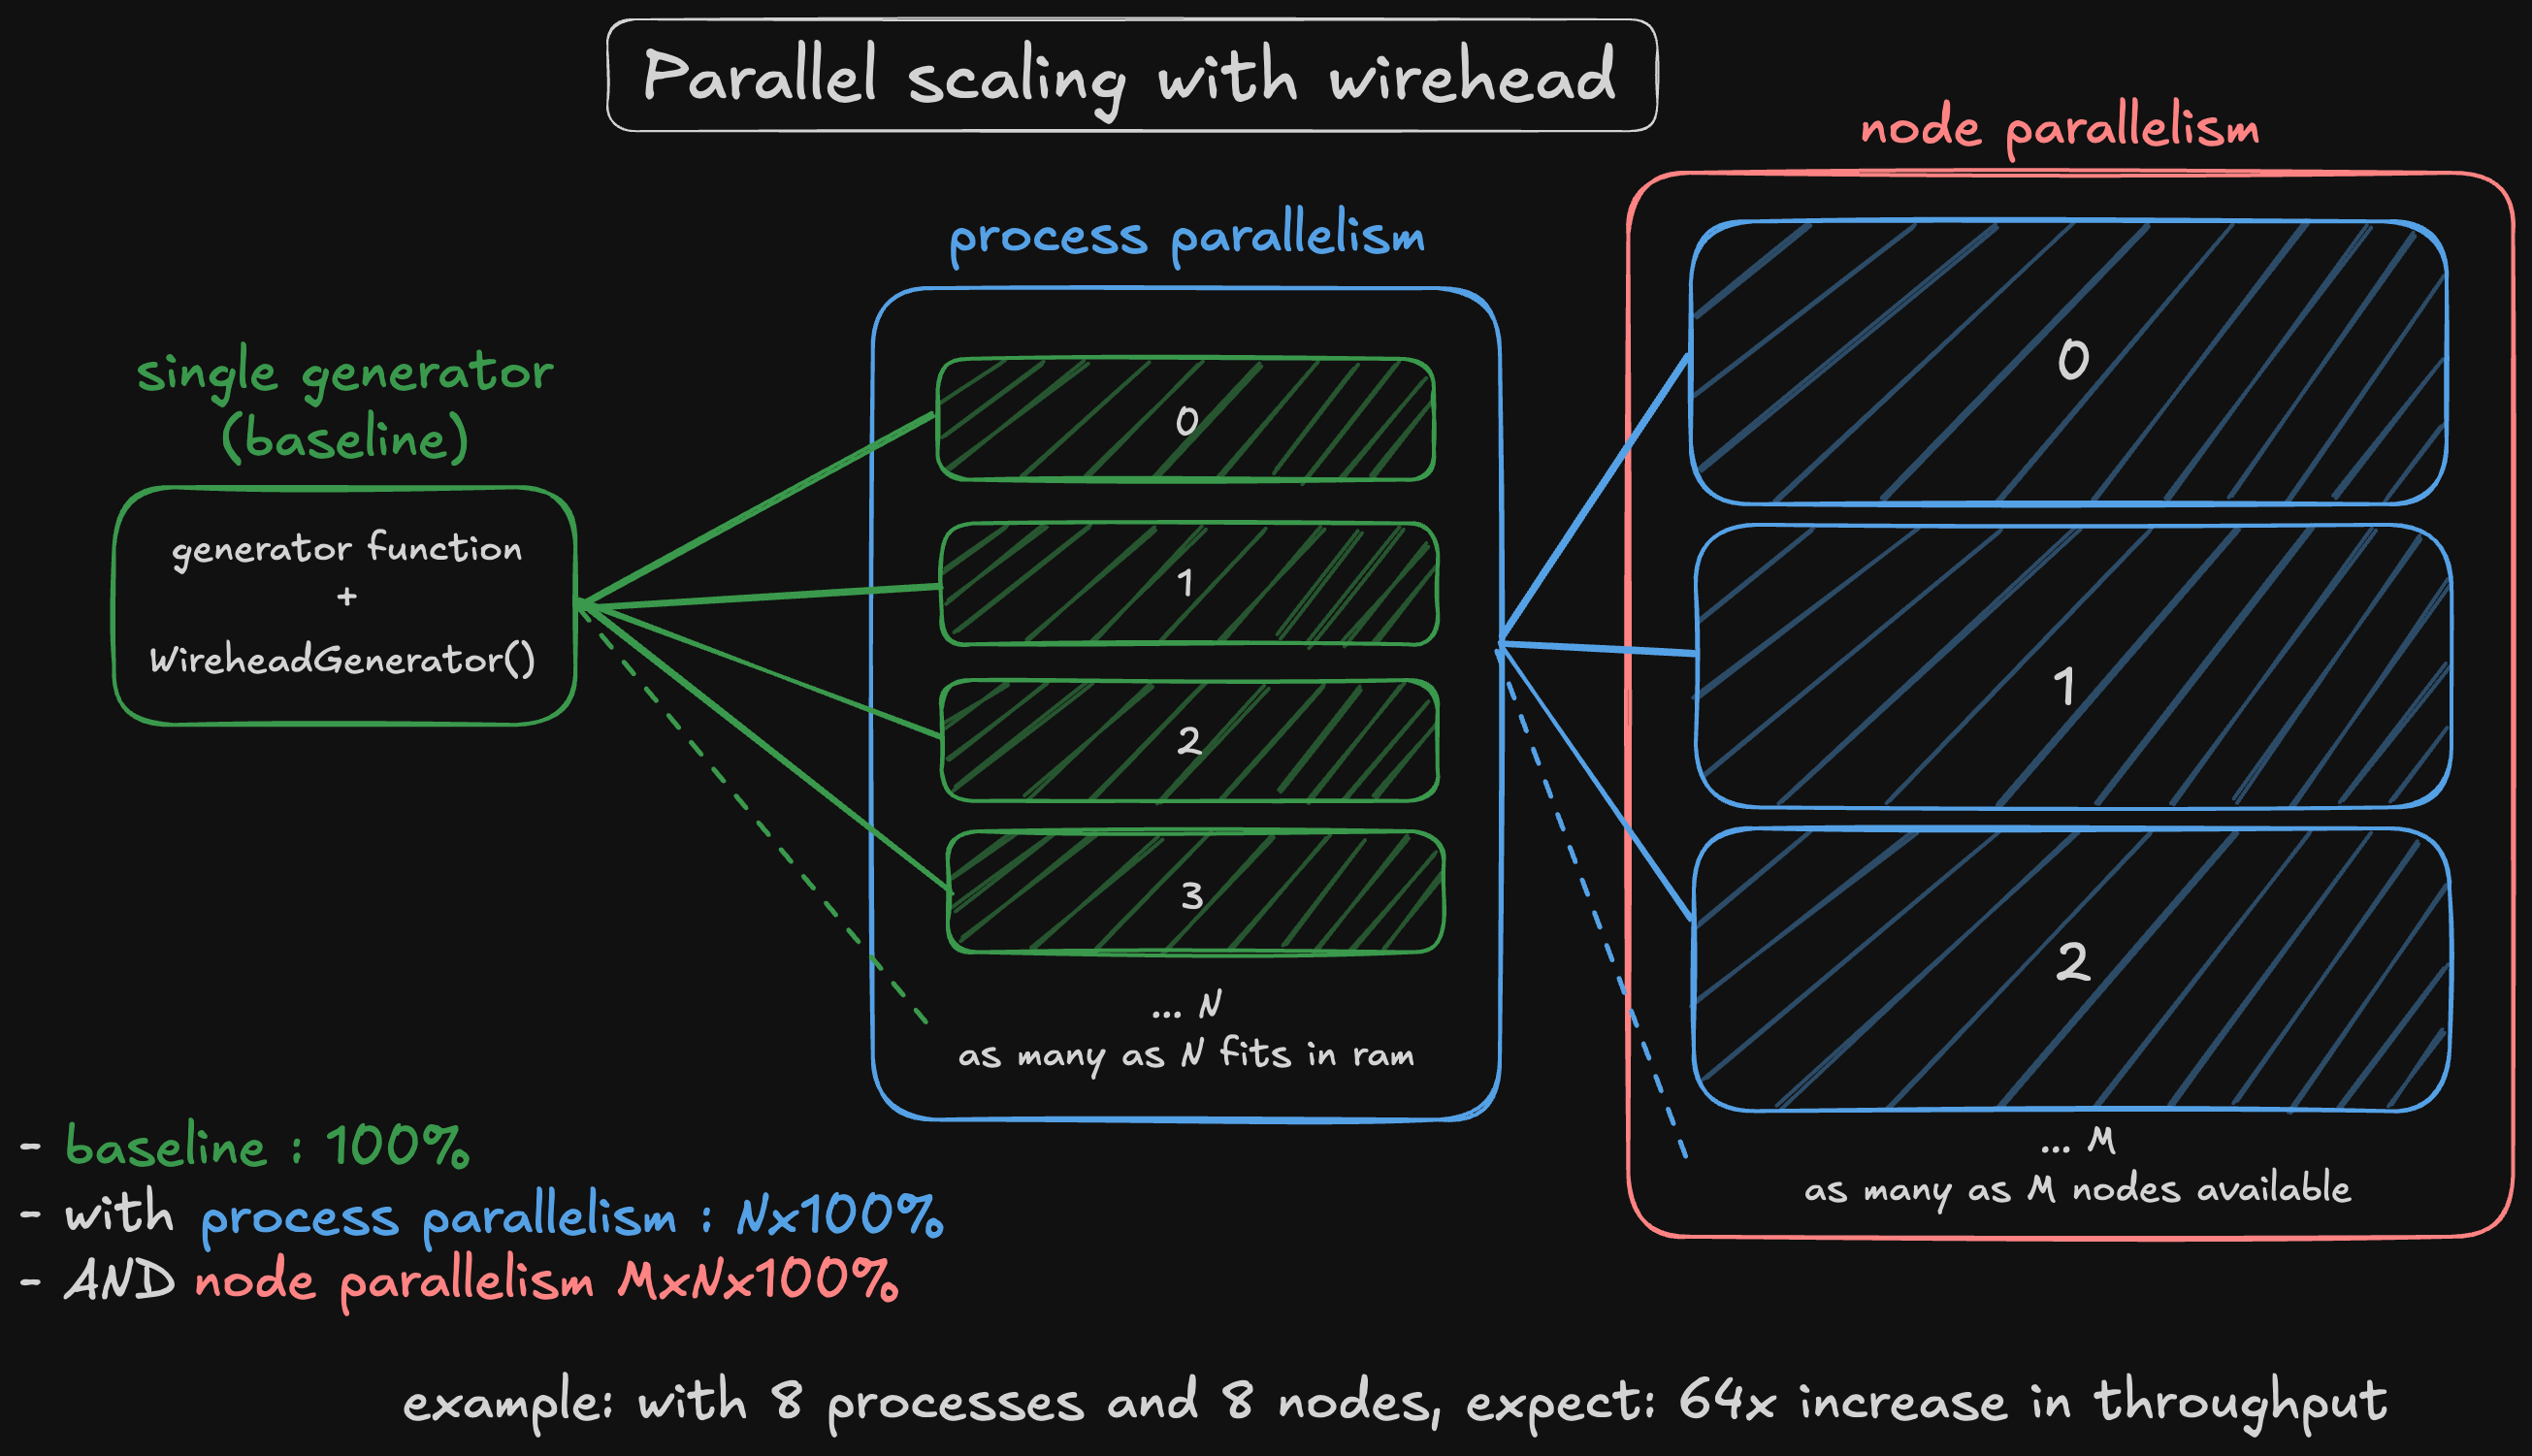 Parallel scaling with wirehead
single generator
(baseline)
generator function
+
WireheadGenerator()
process parallelism
0
1
2
3
... N
as many as N fits in ram
node parallelism
0
1
2
... M
as many as M nodes available
- baseline : 100%
- with process parallelism : Nx100%
- AND node parallelism MxNx100%
example: with 8 processes and 8 nodes, expect: 64x increase in throughput